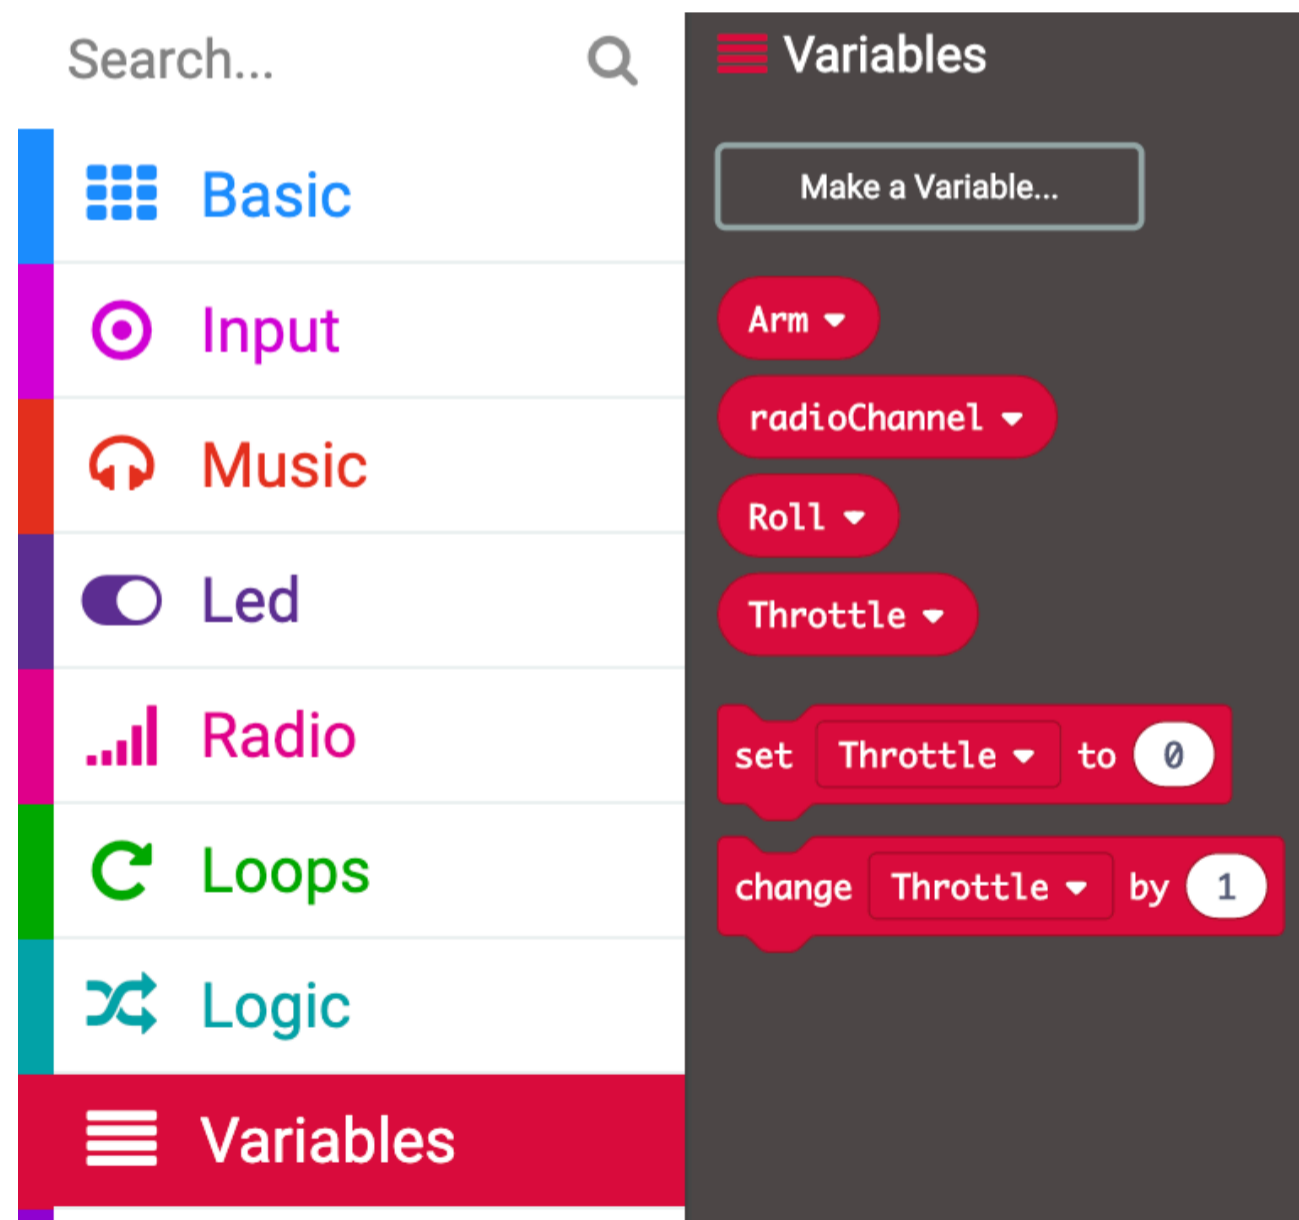 Search...
Basic
Input
Music
Led
Radio
Loops
Logic
Variables
Variables
Make a Variable...
Arm
radioChannel
Roll
Throttle
set Throttle to 0
change Throttle by 1